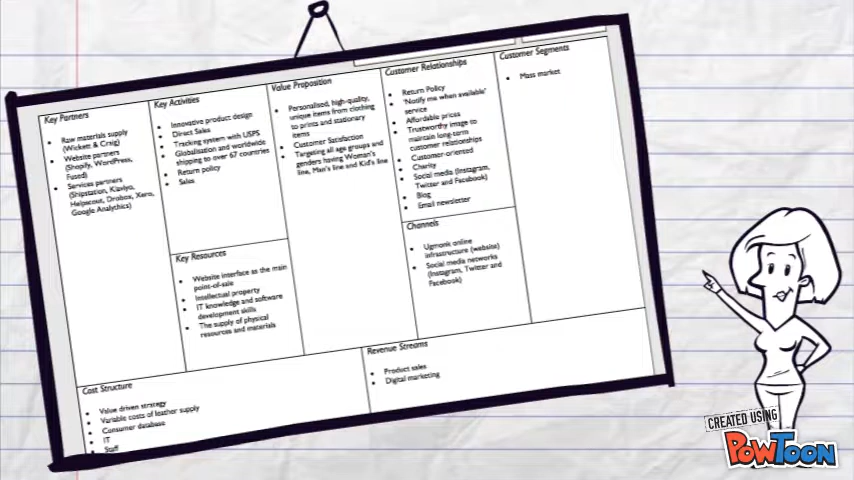 Key Partners
• Raw materials supply
(Wickett & Craig)
• Website partners
(Shopify, WordPress,
Fused)
• Services partners
(Shipstation, Klaviyo,
Helpscout, Drobox, Xero,
Google Analythics)
Key Activities
• Innovative product design
• Direct Sales
• Tracking system with USPS
• Globalisation and worldwide
shipping to over 67 countries
• Return policy
• Sales
Key Resources
• Website interface as the main
point-of-sale
• Intellectual property
• IT knowledge and software
development skills
• The supply of physical
resources and materials
Value Proposition
• Personalised, high-quality,
unique items from clothing
to prints and stationary
items
• Customer Satisfaction
• Targeting all age groups and
genders having Woman's
line, Man's line and Kid's line
Customer Relationships
• Return Policy
• 'Notify me when available'
service
• Affordable prices
• Trustworthy image to
maintain long-term
customer relationships
• Customer-oriented
• Charity
• Social media (Instagram,
Twitter and Facebook)
• Blog
• Email newsletter
Channels
• Ugmonk online
infrastructure (website)
• Social media networks
(Instagram, Twitter and
Facebook)
Customer Segments
• Mass market
Cost Structure
• Value driven strategy
• Variable costs of leather supply
• Consumer database
• IT
• Staff
Revenue Streams
• Product sales
• Digital marketing
CREATED USING
POWTOON